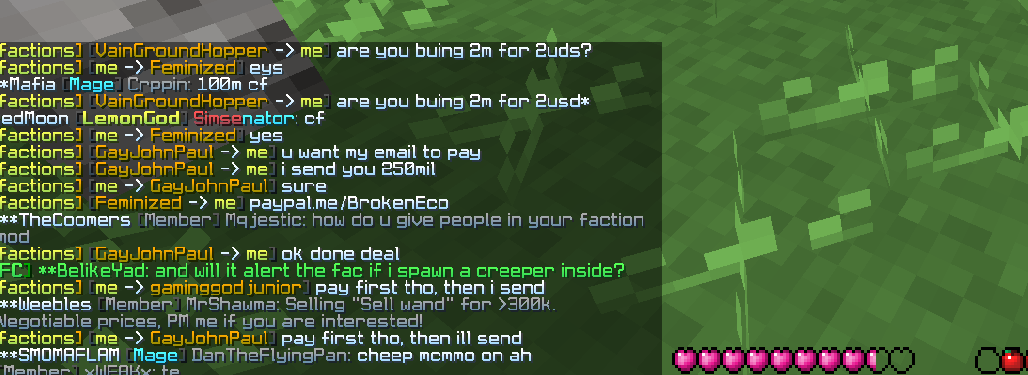 factions] [VainGroundHopper -> me] are you buing 2m for 2uds?
factions] [me -> Feminized] eys
*Mafia [Mage] Crppin: 100m cf
factions] [VainGroundHopper -> me] are you buing 2m for 2usd*
edMoon [LemonGod] Simsenator: cf
factions] [me -> Feminized] yes
factions] [GayJohnPaul -> me] u want my email to pay
factions] [GayJohnPaul -> me] i send you 250mil
factions] [me -> GayJohnPaul] sure
factions] [Feminized -> me] paypal.me/BrokenEco
**TheCoomers [Member] Mqjestic: how do u give people in your faction
mod
factions] [GayJohnPaul -> me] ok done deal
FC] **BelikeYad: and will it alert the fac if i spawn a creeper inside?
factions] [me -> gaminggod junior] pay first tho, then i send
**Weebles [Member] MrShawma: Selling "Sell wand" for >300k.
Negotiable prices, PM me if you are interested!
factions] [me -> GayJohnPaul] pay first tho, then ill send
**SMOMAFLAM [Mage] DanTheFlyingPan: cheep mcmmo on ah
[Member] xWEAKx: te